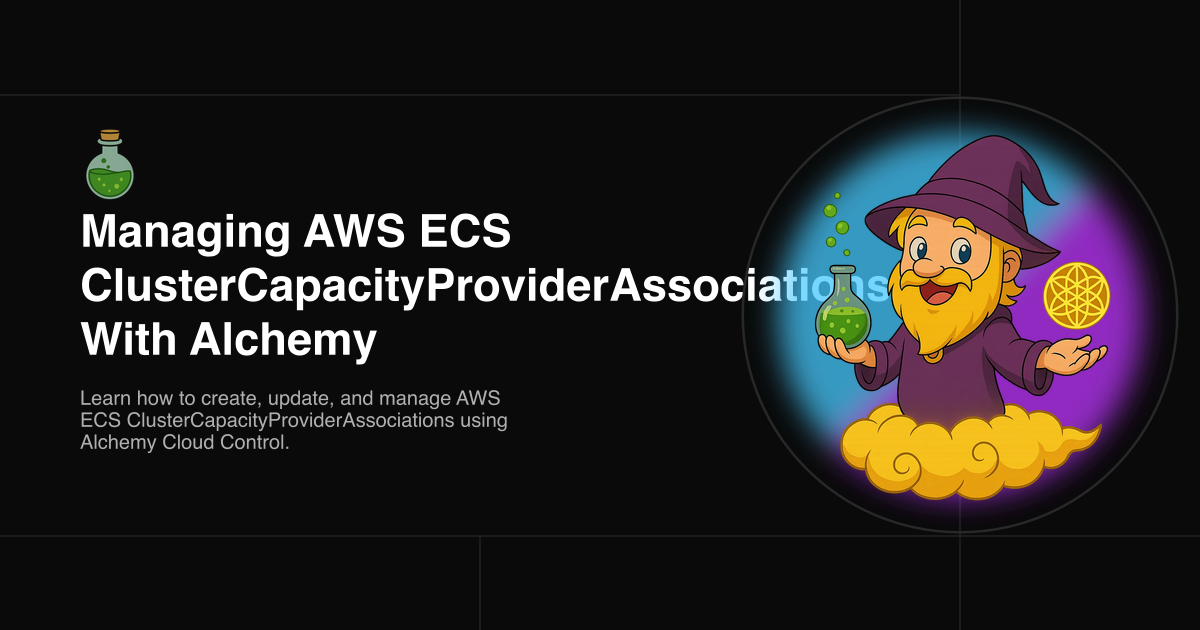 Managing AWS ECS
ClusterCapacityProviderAssociations
With Alchemy
Learn how to create, update, and manage AWS
ECS ClusterCapacityProviderAssociations using
Alchemy Cloud Control.